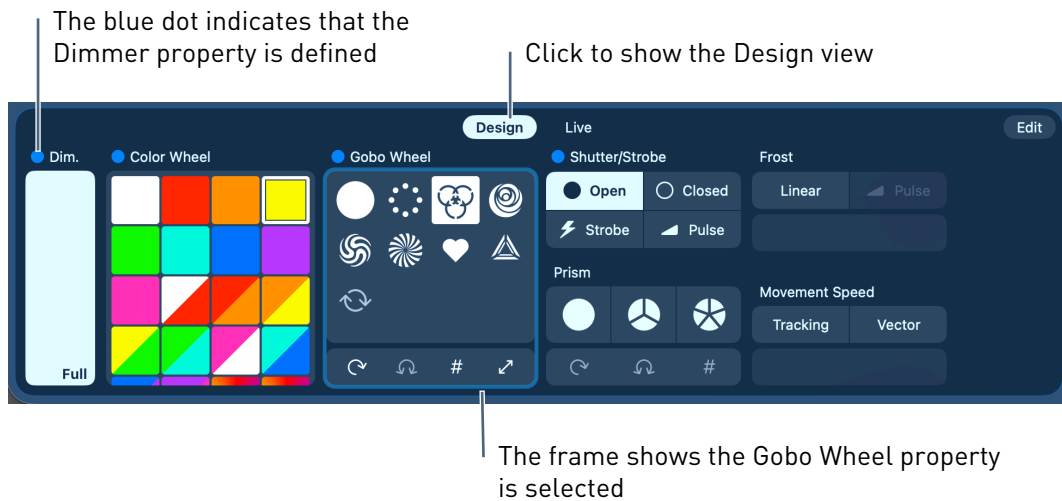 The blue dot indicates that the
Dimmer property is defined
Click to show the Design view
Design
Live
Edit
Dim.
Color Wheel
Gobo Wheel
Shutter/Strobe
Frost
Open
Closed
Linear
Pulse
Strobe
Pulse
Prism
Movement Speed
Tracking
Vector
Full
#
#
The frame shows the Gobo Wheel property
is selected